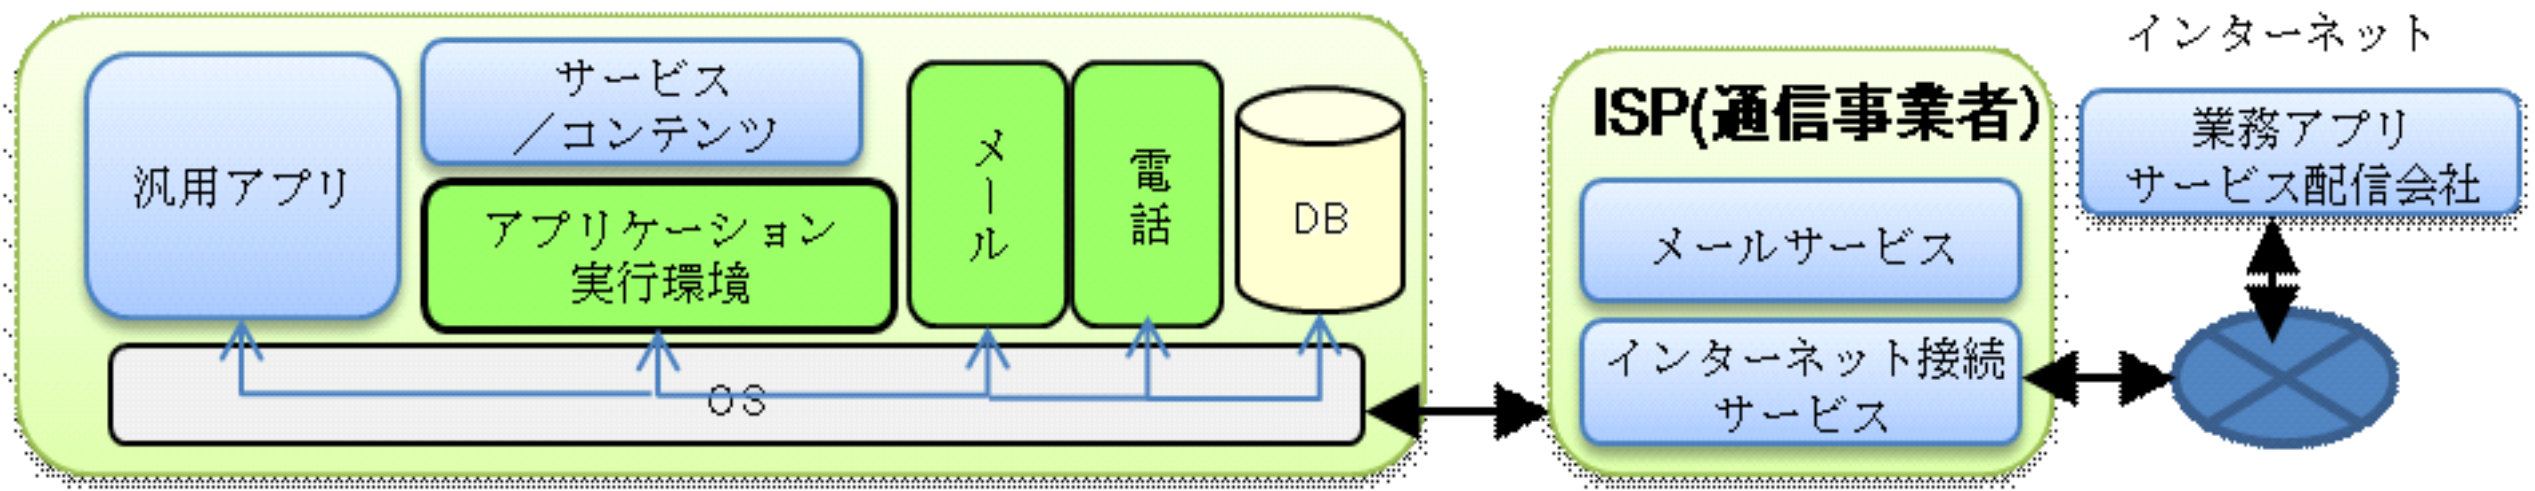 汎用アプリ
サービス
／コンテンツ
アプリケーション
実行環境
メール
電話
DB
OS
ISP(通信事業者)
メールサービス
インターネット接続
サービス
インターネット
業務アプリ
サービス配信会社